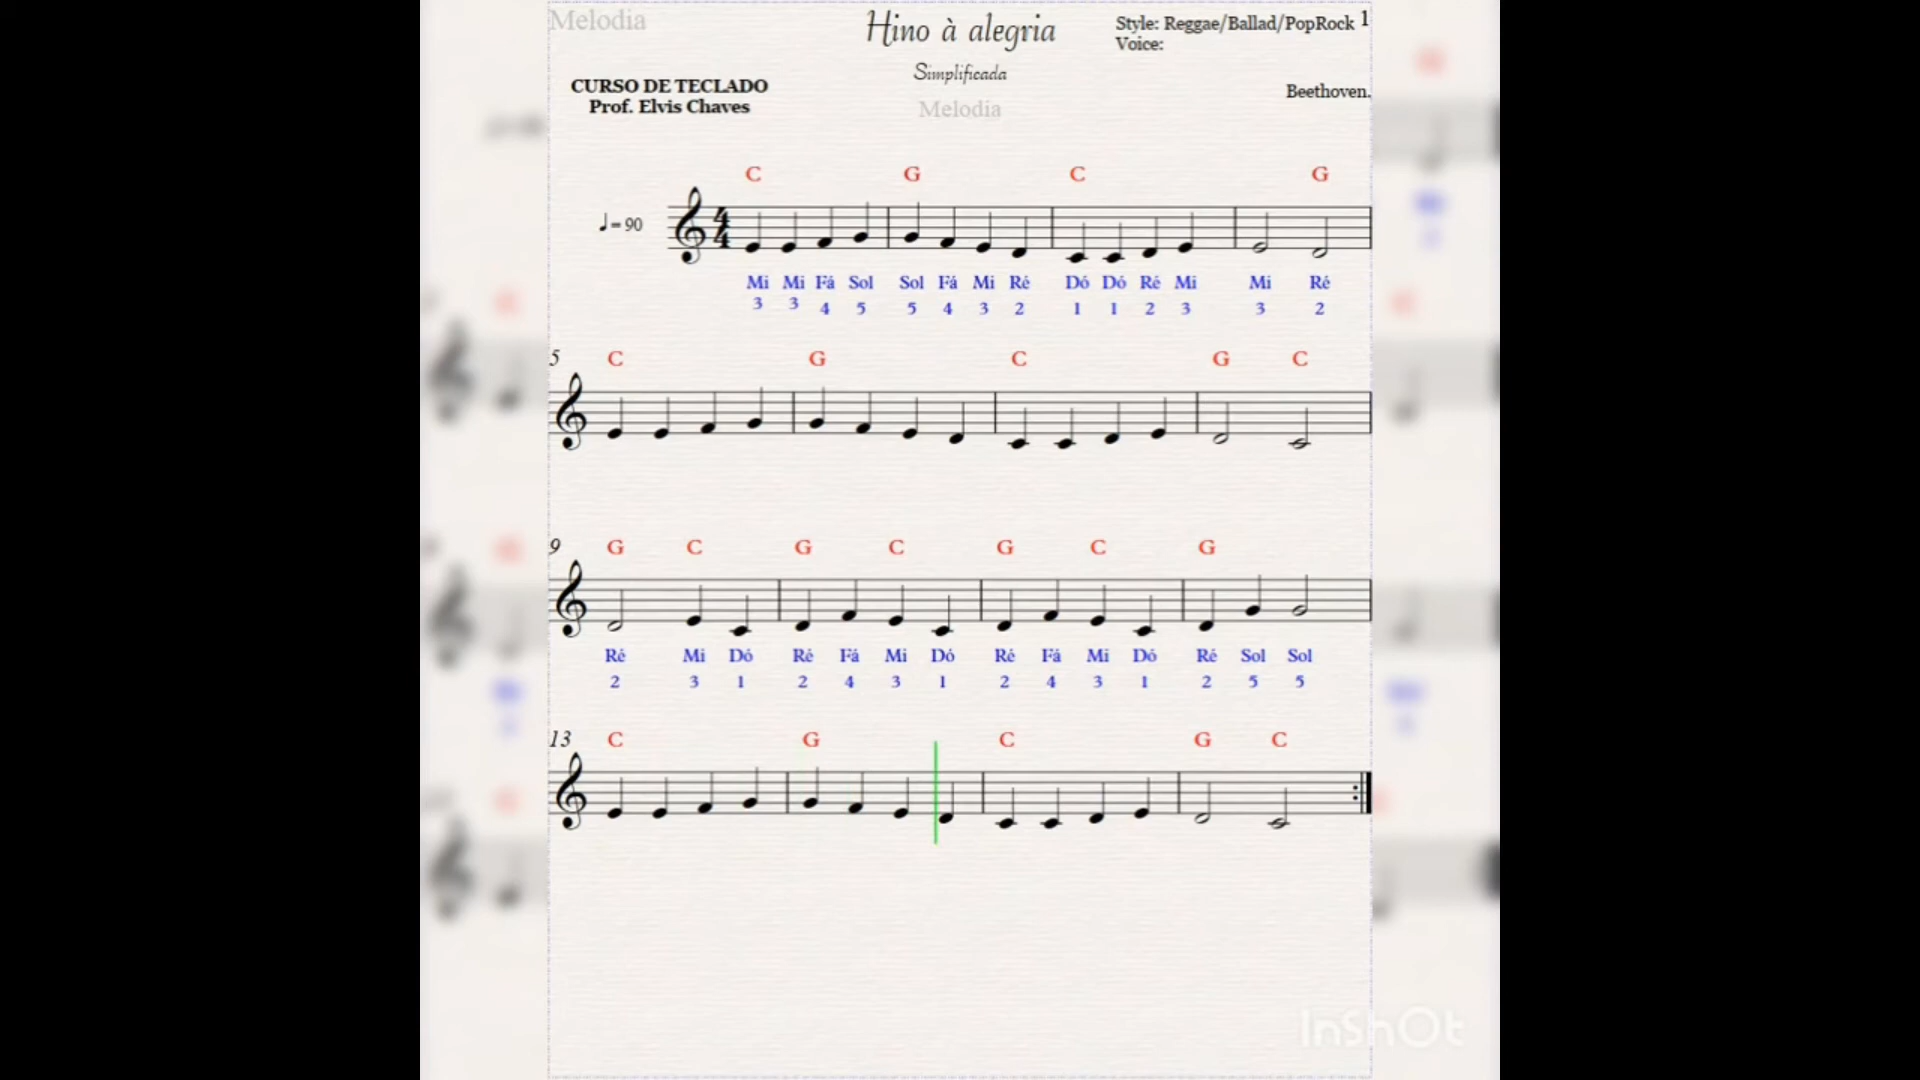 Melodia
Hino à alegria
Style: Reggae/Ballad/PopRock 1
Voice:
Simplificada
CURSO DE TECLADO
Prof. Elvis Chaves
Beethoven.
Melodia
C G C G
4
4
♩ = 90
Mi Mi Fá Sol Sol Fá Mi Ré Dó Dó Ré Mi Mi Ré
3 3 4 5 5 4 3 2 1 1 2 3 3 2
5 C G C G C
9 G C G C G C G
Ré Mi Dó Ré Fá Mi Dó Ré Fá Mi Dó Ré Sol Sol
2 3 1 2 4 3 1 2 4 3 1 2 5 5
13 C G C G C
InShOt